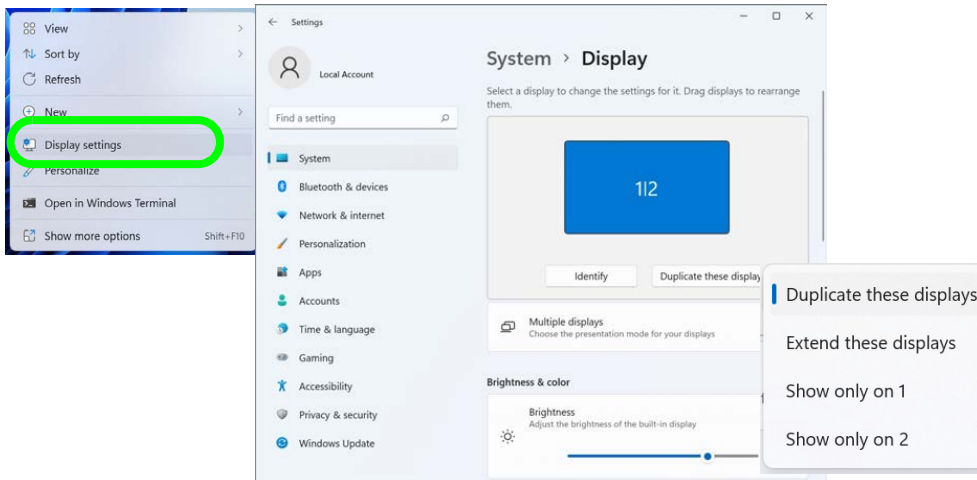 View
Sort by
Refresh
New
Display settings
Personalize
Open in Windows Terminal
Show more options Shift+F10
Settings
Local Account
Find a setting
System
Bluetooth & devices
Network & internet
Personalization
Apps
Accounts
Time & language
Gaming
Accessibility
Privacy & security
Windows Update
System > Display
Select a display to change the settings for it. Drag displays to rearrange
them.
1|2
Identify
Duplicate these display
Multiple displays
Choose the presentation mode for your displays
Brightness & color
Brightness
Adjust the brightness of the built-in display
Duplicate these displays
Extend these displays
Show only on 1
Show only on 2